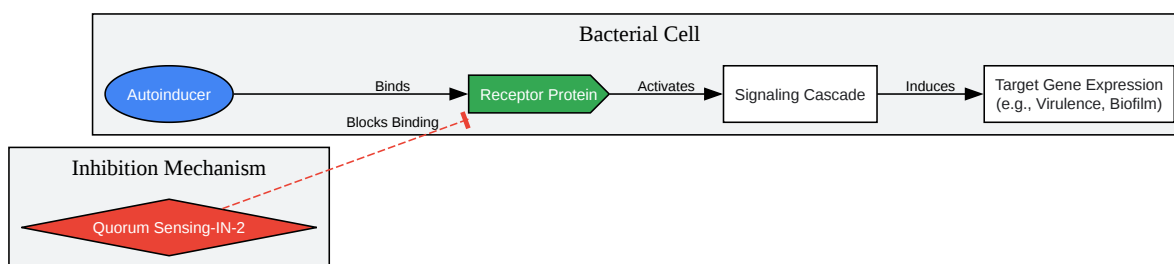 Bacterial Cell
Autoinducer
Binds
Receptor Protein
Activates
Signaling Cascade
Induces
Target Gene Expression
(e.g., Virulence, Biofilm)
Blocks Binding
Inhibition Mechanism
Quorum Sensing-IN-2